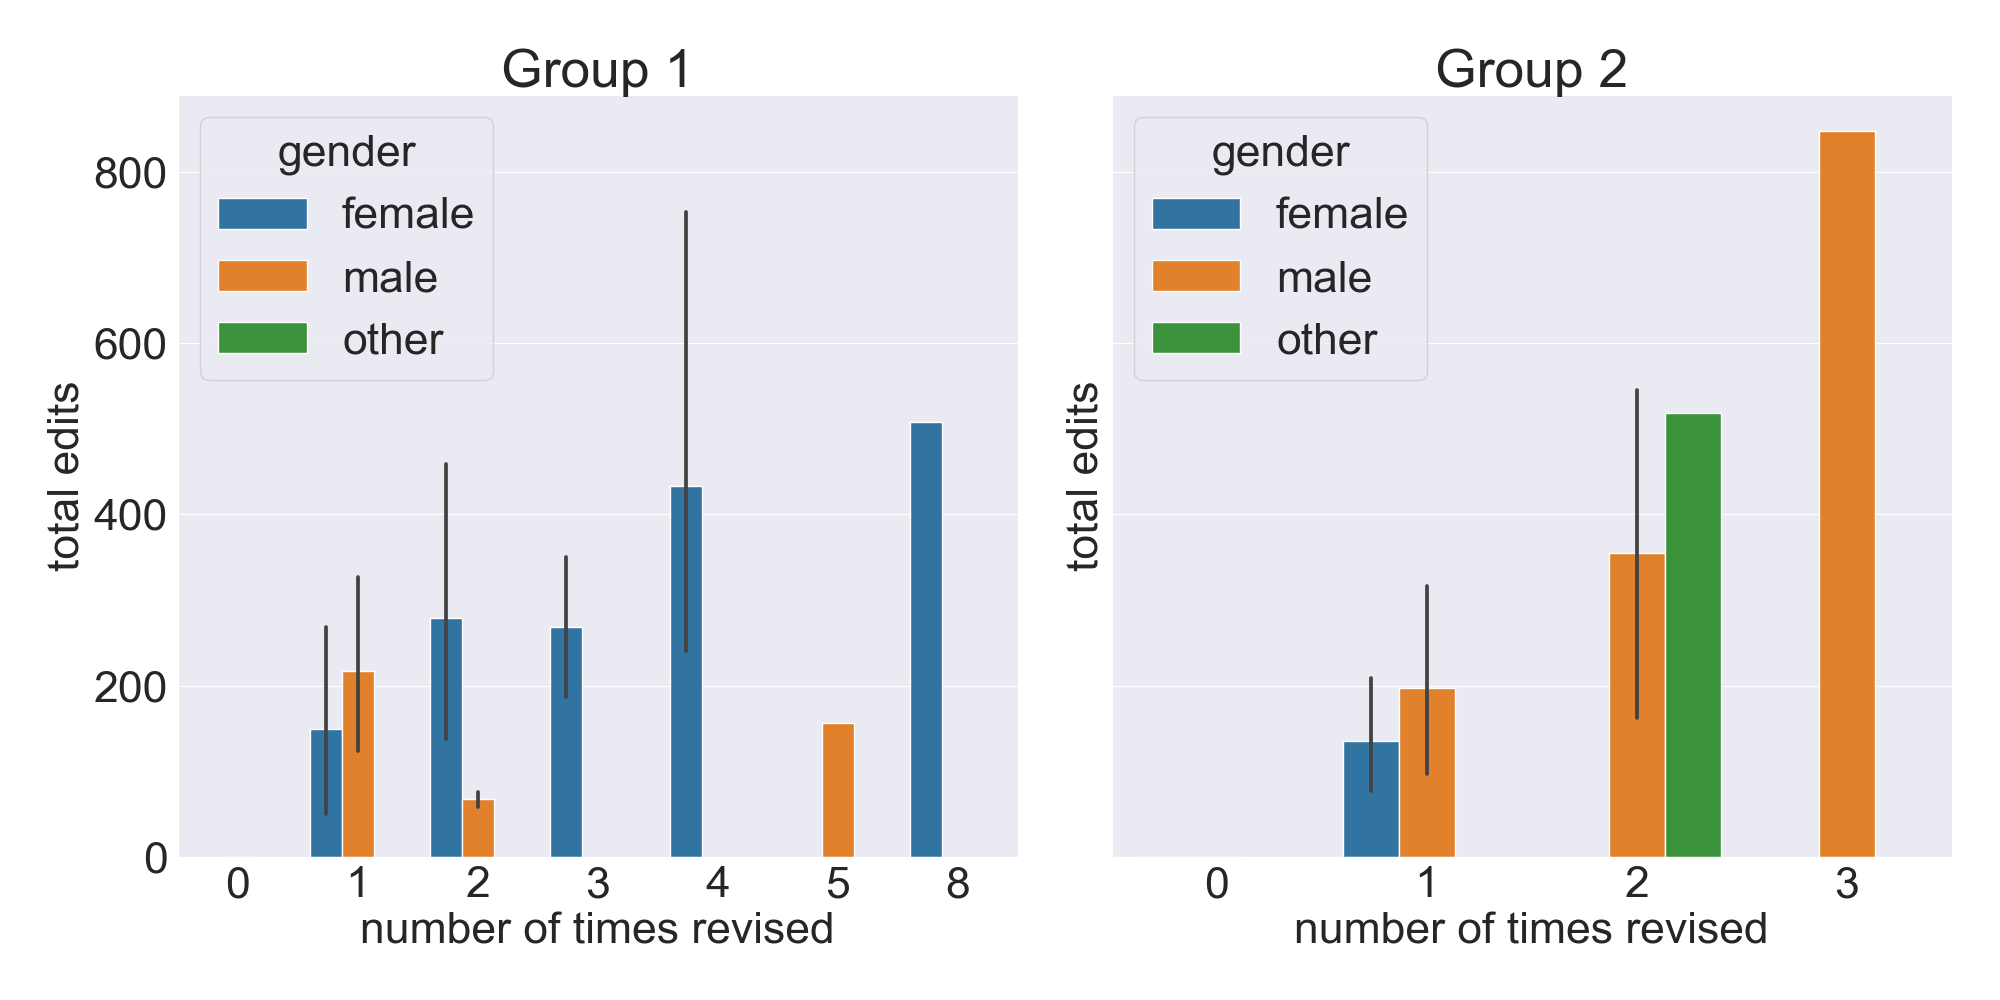 Group 1
gender
female
male
other
total edits
800
600
400
200
0
0 1 2 3 4 5 8
number of times revised
Group 2
gender
female
male
other
total edits
0 1 2 3
number of times revised